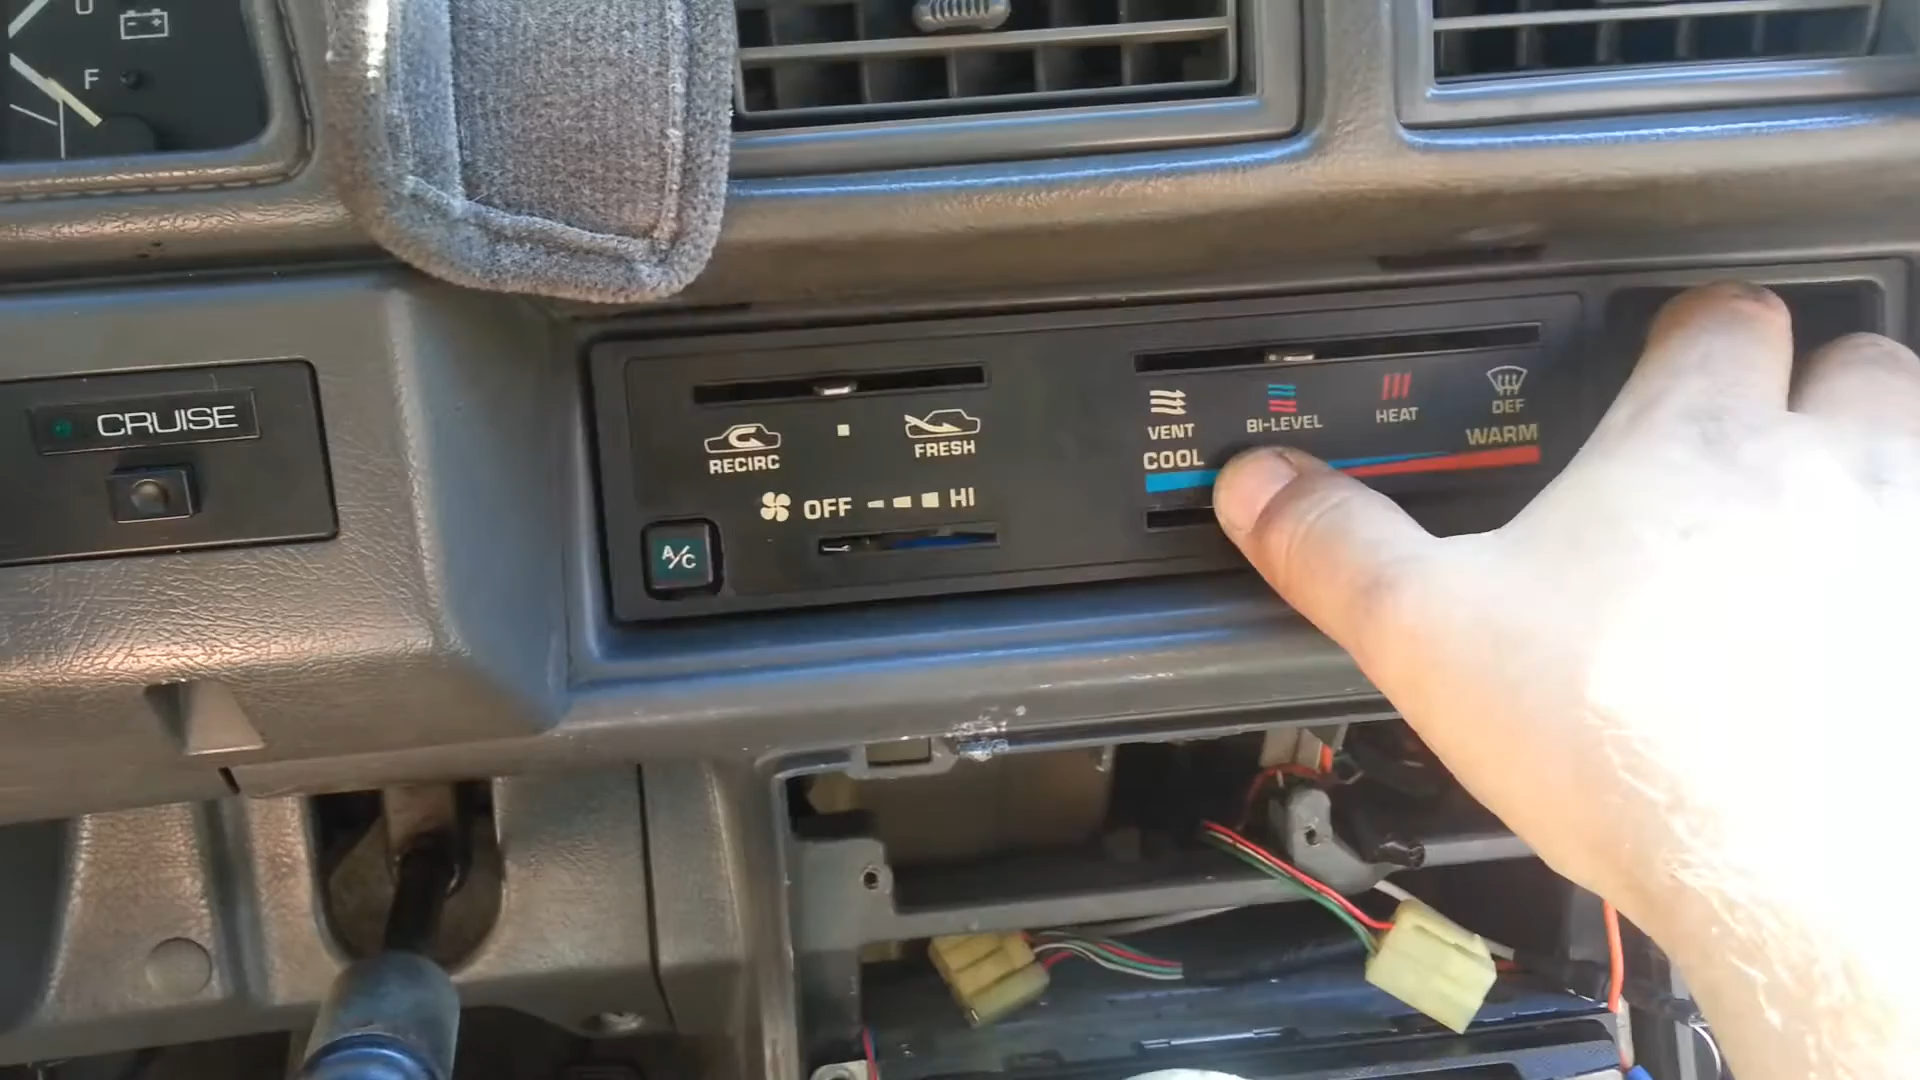 F
CRUISE
RECIRC
FRESH
OFF HI
A/C
VENT
BI-LEVEL
HEAT
DEF
COOL
WARM